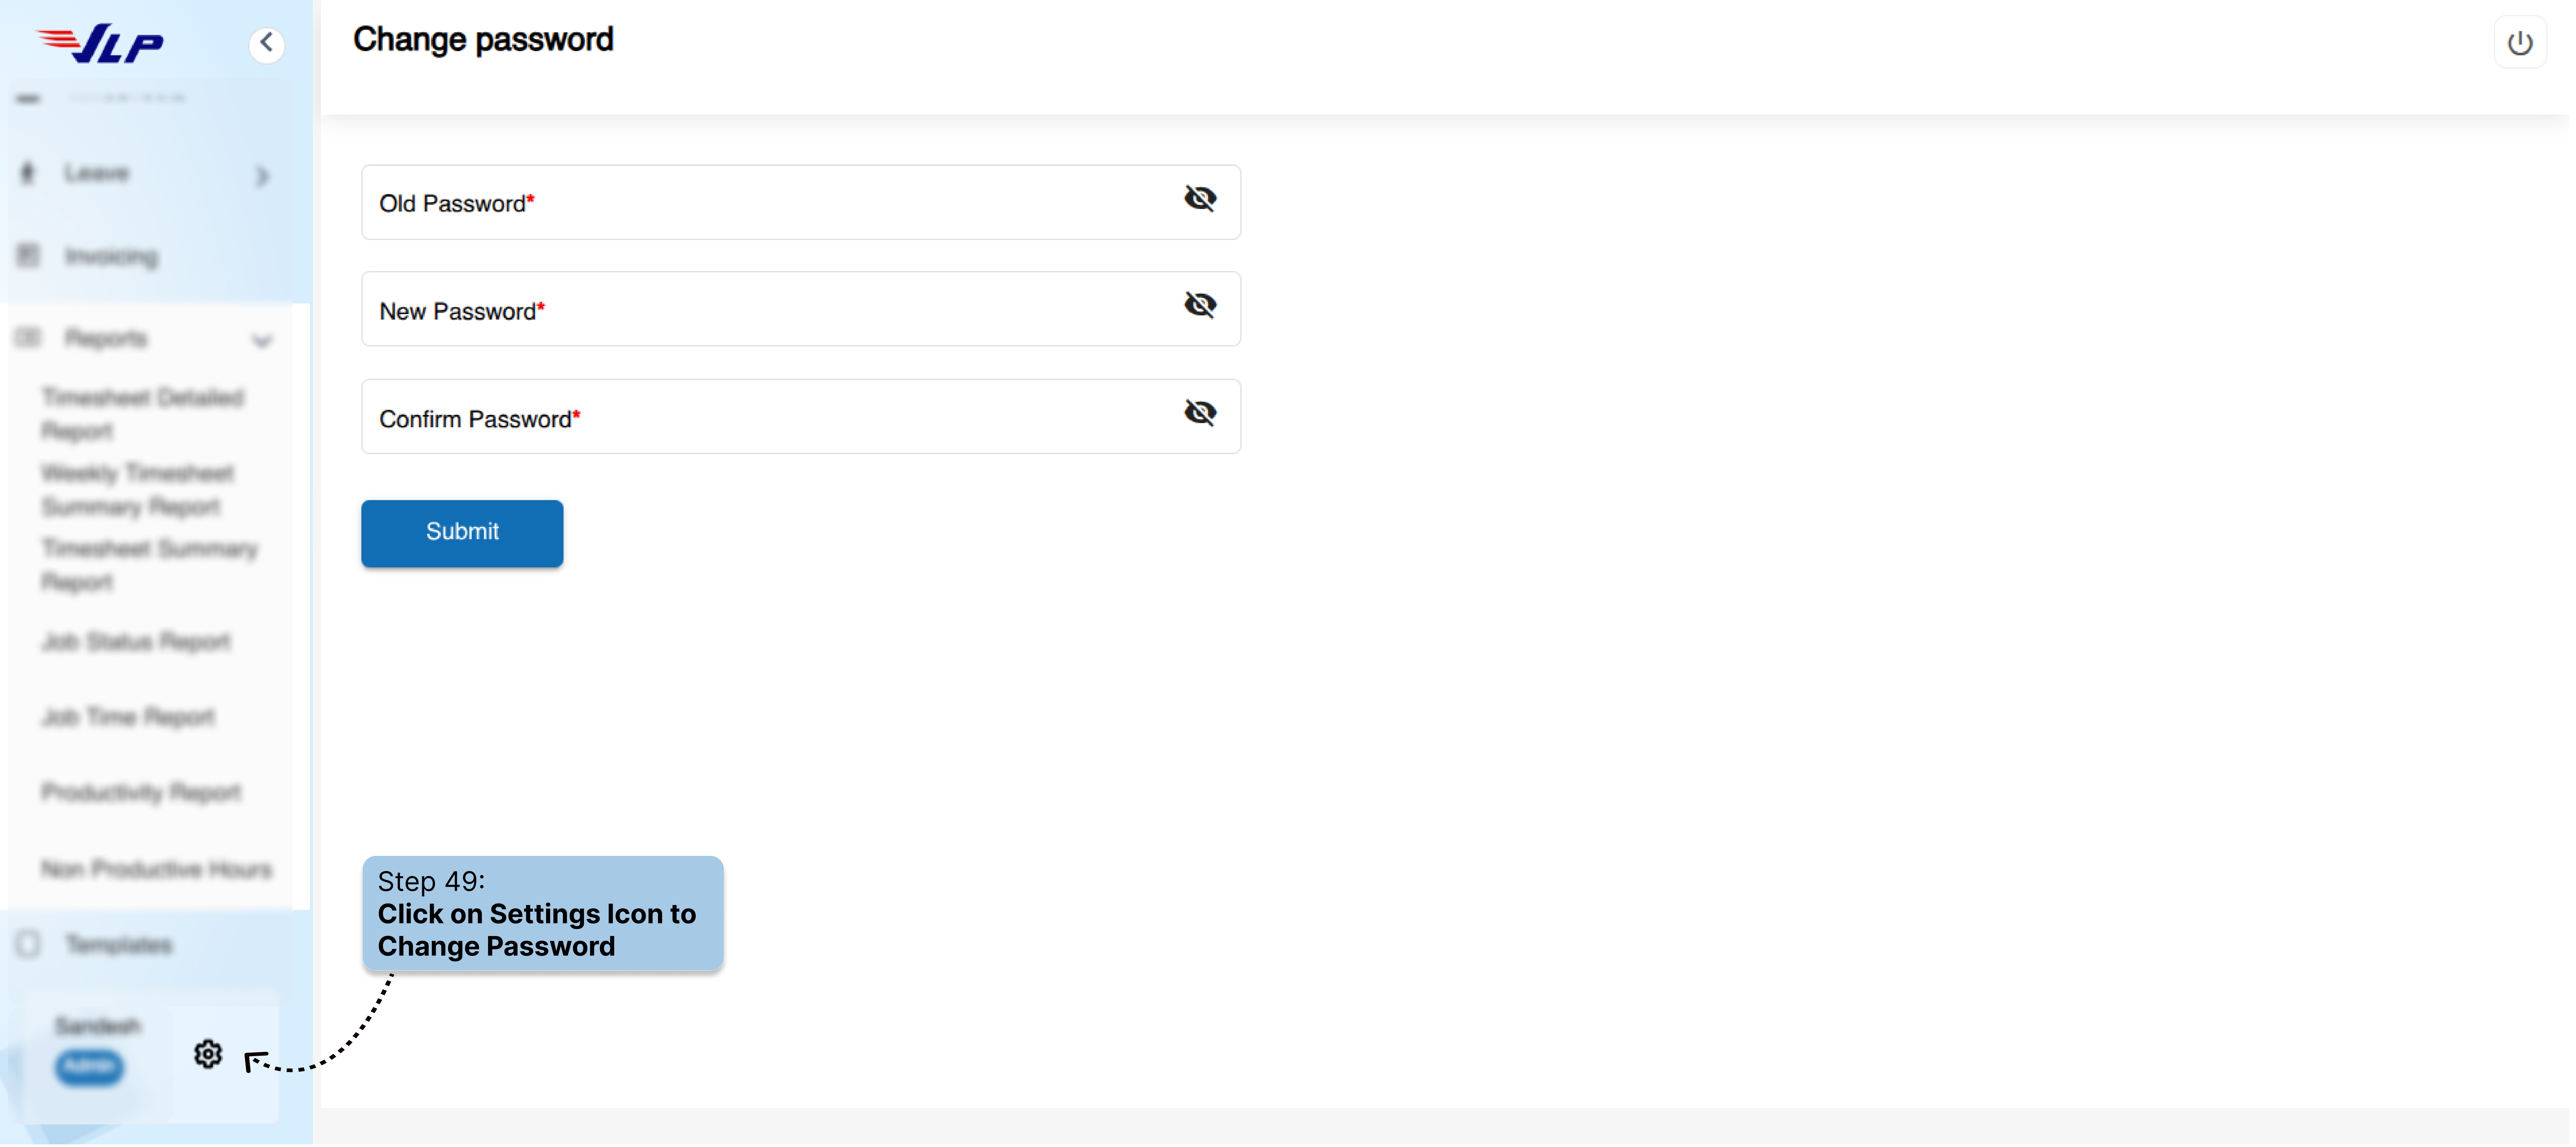 VLP
Change password
Leave
Invoicing
Reports
Timesheet Detailed
Report
Weekly Timesheet
Summary Report
Timesheet Summary
Report
Job Status Report
Job Time Report
Productivity Report
Non Productive Hours
Templates
Sandesh
Admin
Old Password*
New Password*
Confirm Password*
Submit
Step 49:
Click on Settings Icon to
Change Password